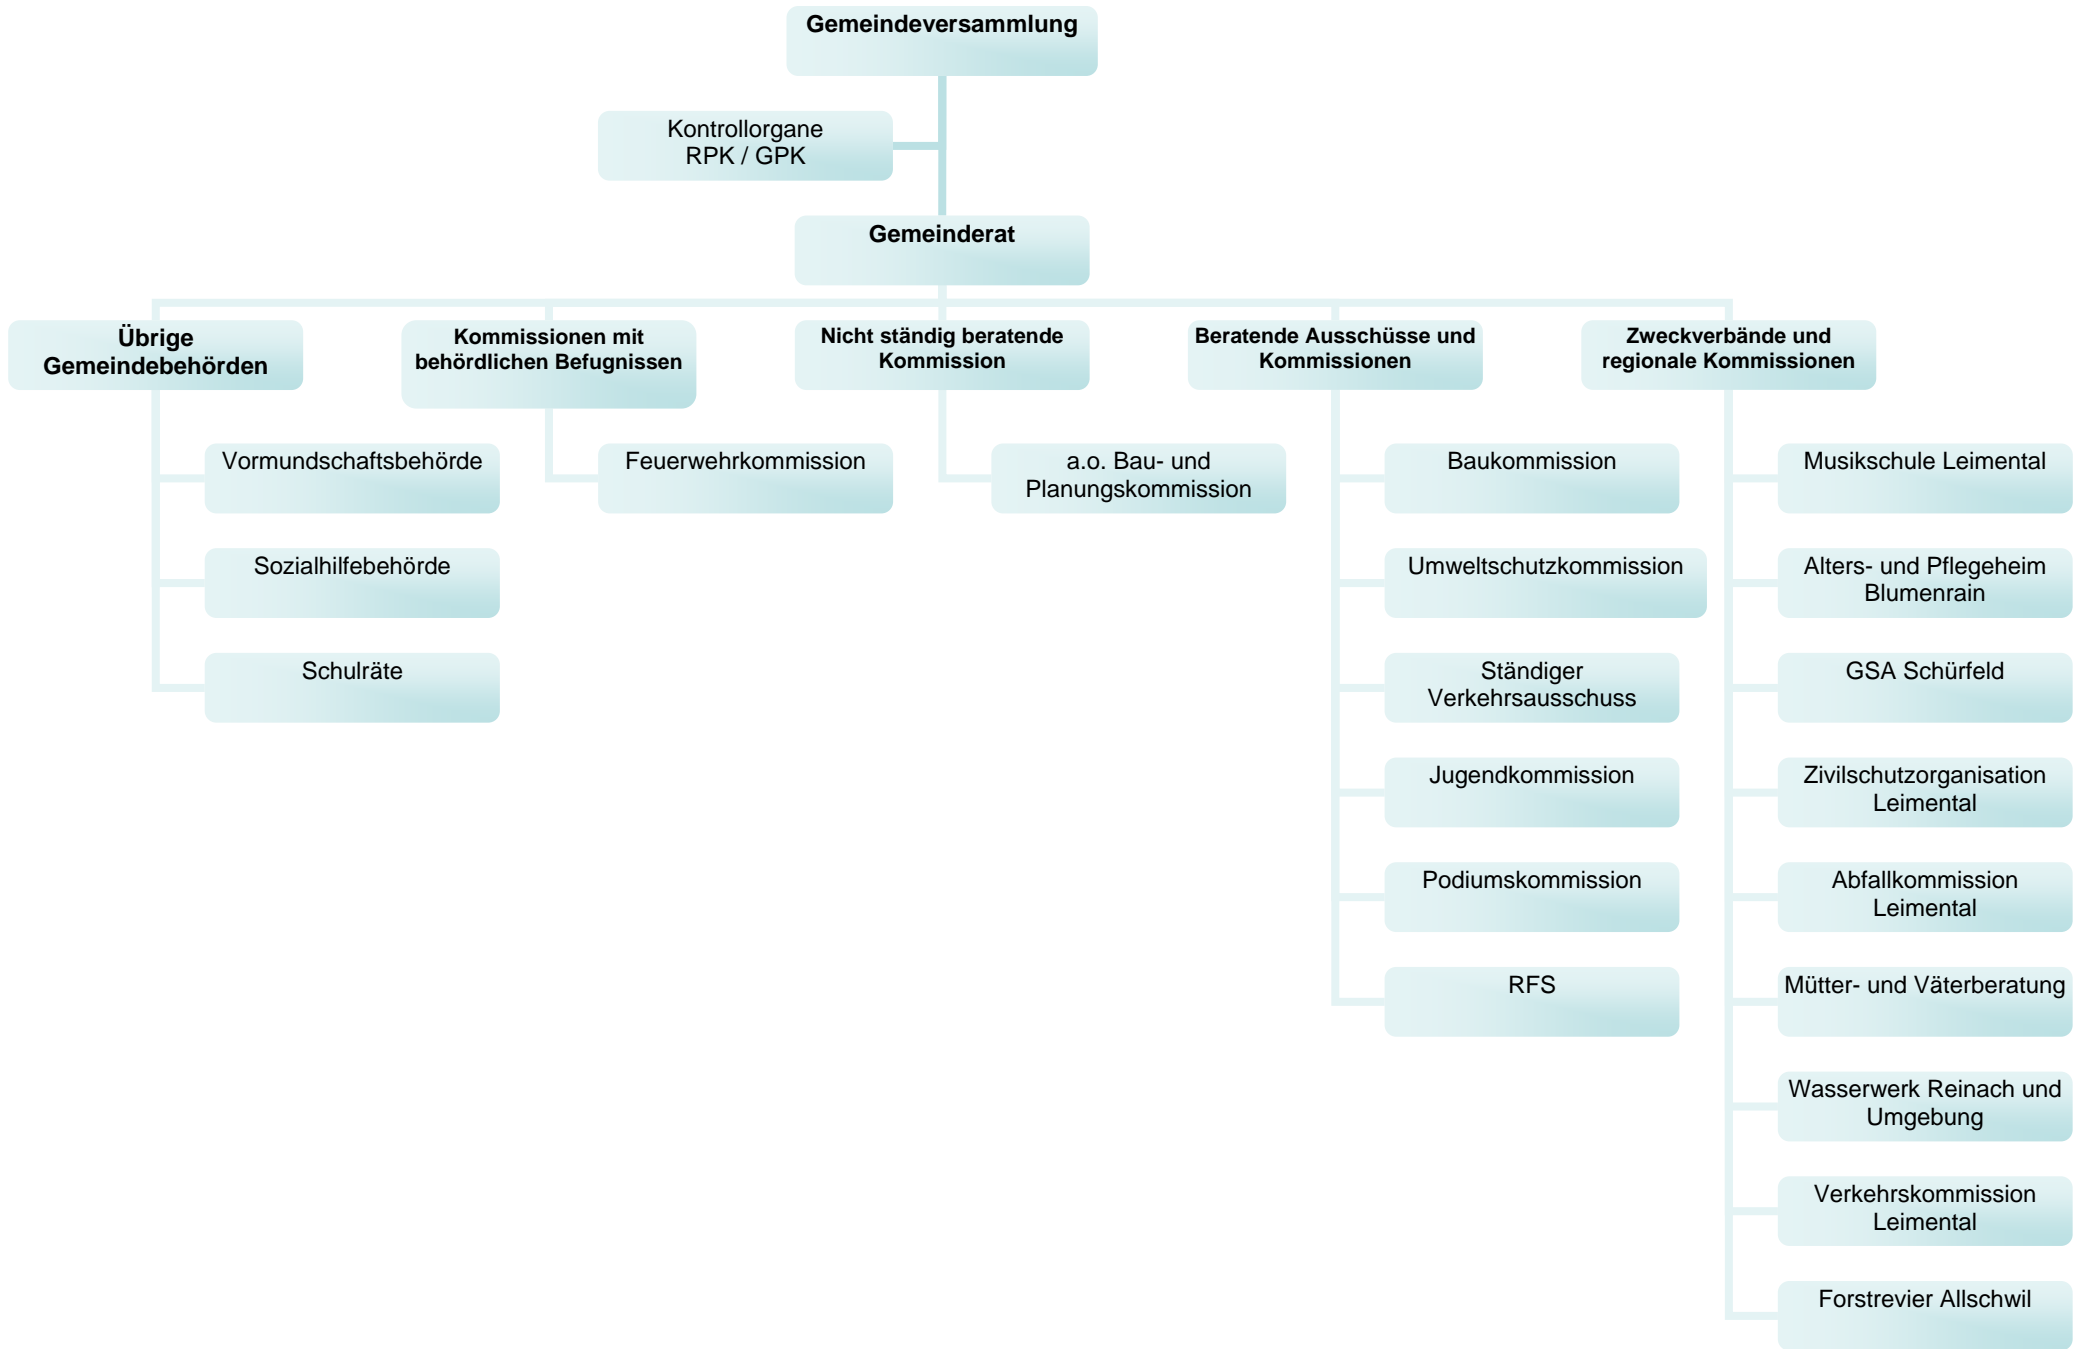 Gemeindeversammlung
Kontrollorgane
RPK / GPK
Gemeinderat
Übrige
Gemeindebehörden
Kommissionen mit
behördlichen Befugnissen
Nicht ständig beratende
Kommission
Beratende Ausschüsse und
Kommissionen
Zweckverbände und
regionale Kommissionen
Vormundschaftsbehörde
Sozialhilfebehörde
Schulräte
Feuerwehrkommission
a.o. Bau- und
Planungskommission
Baukommission
Umweltschutzkommission
Ständiger
Verkehrsausschuss
Jugendkommission
Podiumskommission
RFS
Musikschule Leimental
Alters- und Pflegeheim
Blumenrain
GSA Schürfeld
Zivilschutzorganisation
Leimental
Abfallkommission
Leimental
Mütter- und Väterberatung
Wasserwerk Reinach und
Umgebung
Verkehrskommission
Leimental
Forstrevier Allschwil